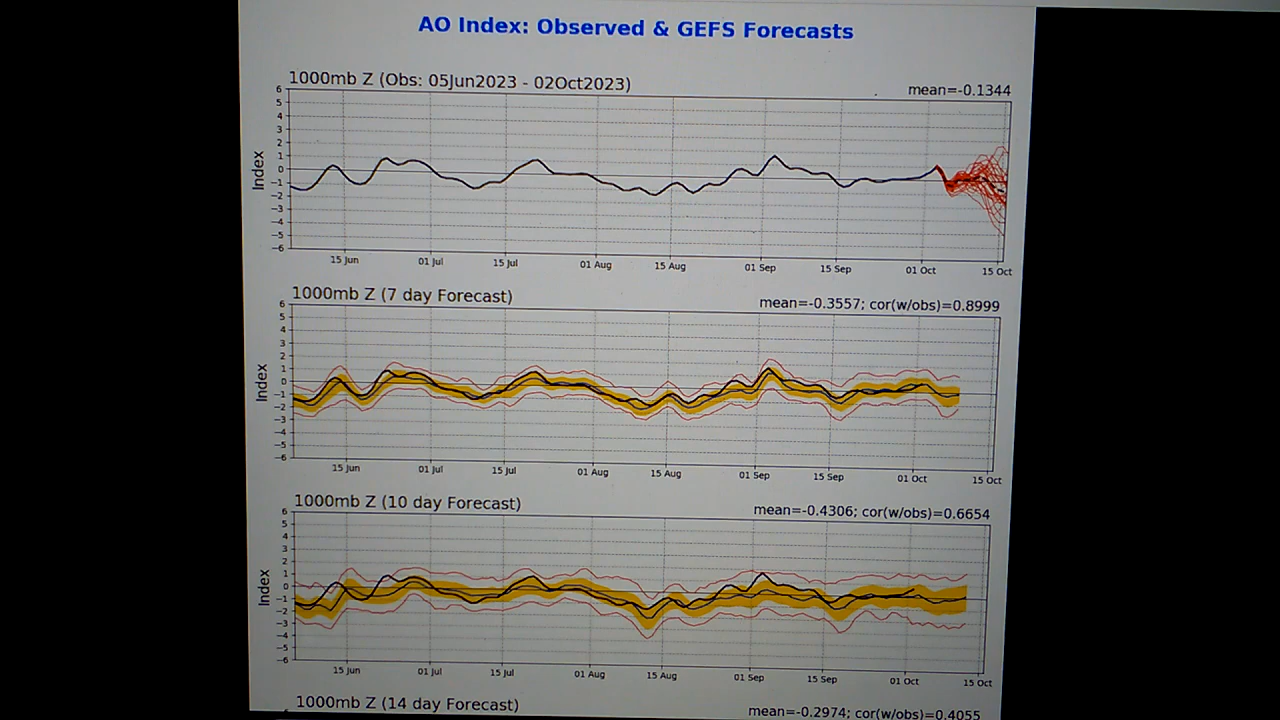 AO Index: Observed & GEFS Forecasts
1000mb Z (Obs: 05Jun2023 - 02Oct2023)
mean=-0.1344
6
5
4
3
2
1
0
−1
−2
−3
−4
−5
−6
Index
15 Jun
01 Jul
15 Jul
01 Aug
15 Aug
01 Sep
15 Sep
01 Oct
15 Oct
1000mb Z (7 day Forecast)
mean=-0.3557; cor(w/obs)=0.8999
6
5
4
3
2
1
0
−1
−2
−3
−4
−5
−6
Index
15 Jun
01 Jul
15 Jul
01 Aug
15 Aug
01 Sep
15 Sep
01 Oct
15 Oct
1000mb Z (10 day Forecast)
mean=-0.4306; cor(w/obs)=0.6654
6
5
4
3
2
1
0
−1
−2
−3
−4
−5
−6
Index
15 Jun
01 Jul
15 Jul
01 Aug
15 Aug
01 Sep
15 Sep
01 Oct
15 Oct
1000mb Z (14 day Forecast)
mean=-0.2974; cor(w/obs)=0.4055